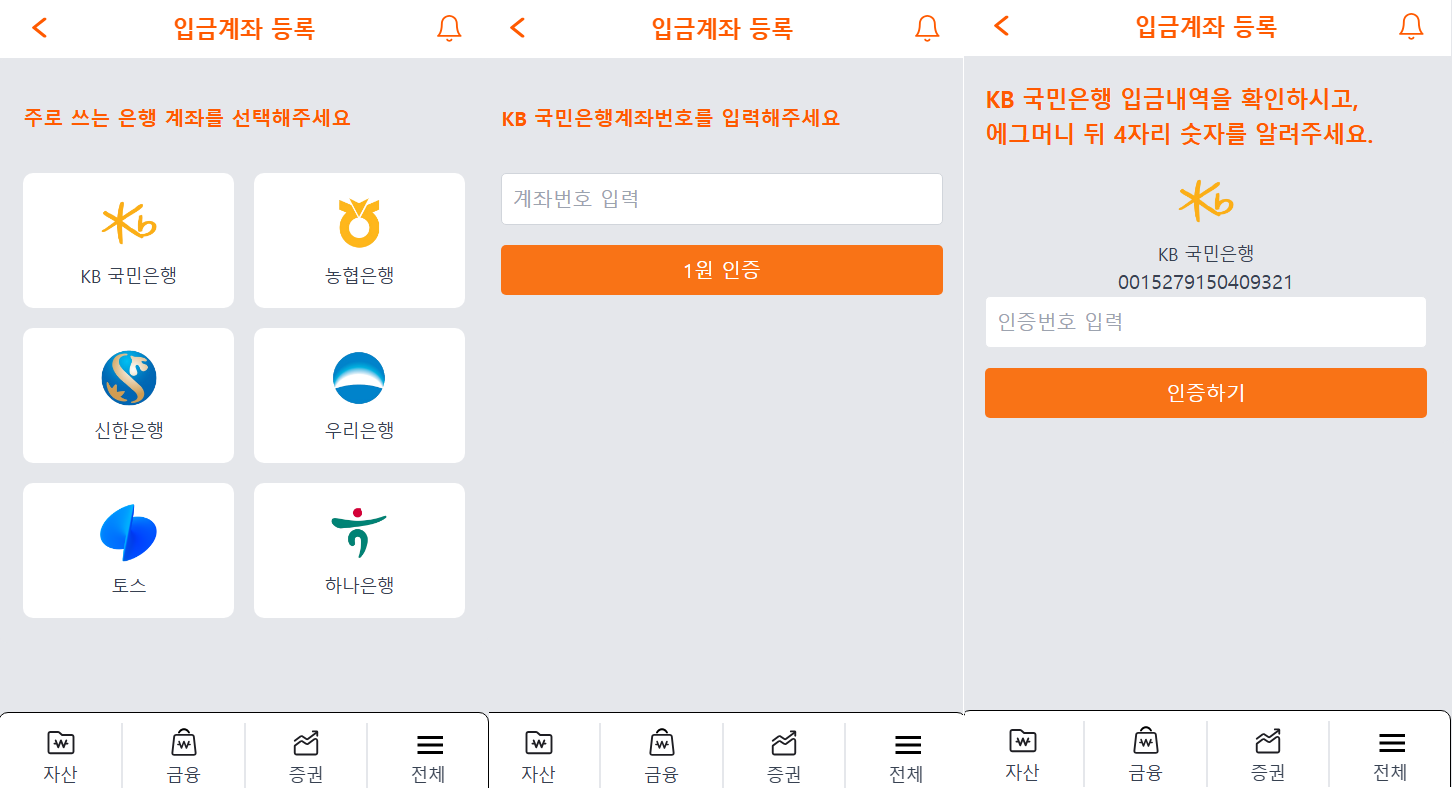 입금계좌 등록
주로 쓰는 은행 계좌를 선택해주세요
KB 국민은행
농협은행
신한은행
우리은행
토스
하나은행
자산
금융
증권
전체
입금계좌 등록
KB 국민은행계좌번호를 입력해주세요
계좌번호 입력
1원 인증
자산
금융
증권
전체
입금계좌 등록
KB 국민은행 입금내역을 확인하시고,
에그머니 뒤 4자리 숫자를 알려주세요.
KB 국민은행
0015279150409321
인증번호 입력
인증하기
자산
금융
증권
전체